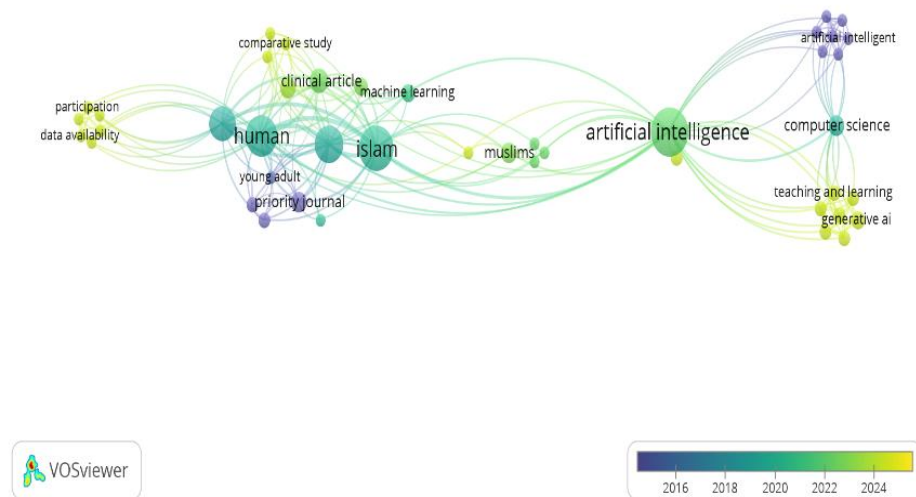 artificial intelligent
comparative study
clinical article
machine learning
participation
data availability
human
islam
muslims
artificial intelligence
computer science
young adult
priority journal
teaching and learning
generative ai
VOSviewer
2016 2018 2020 2022 2024